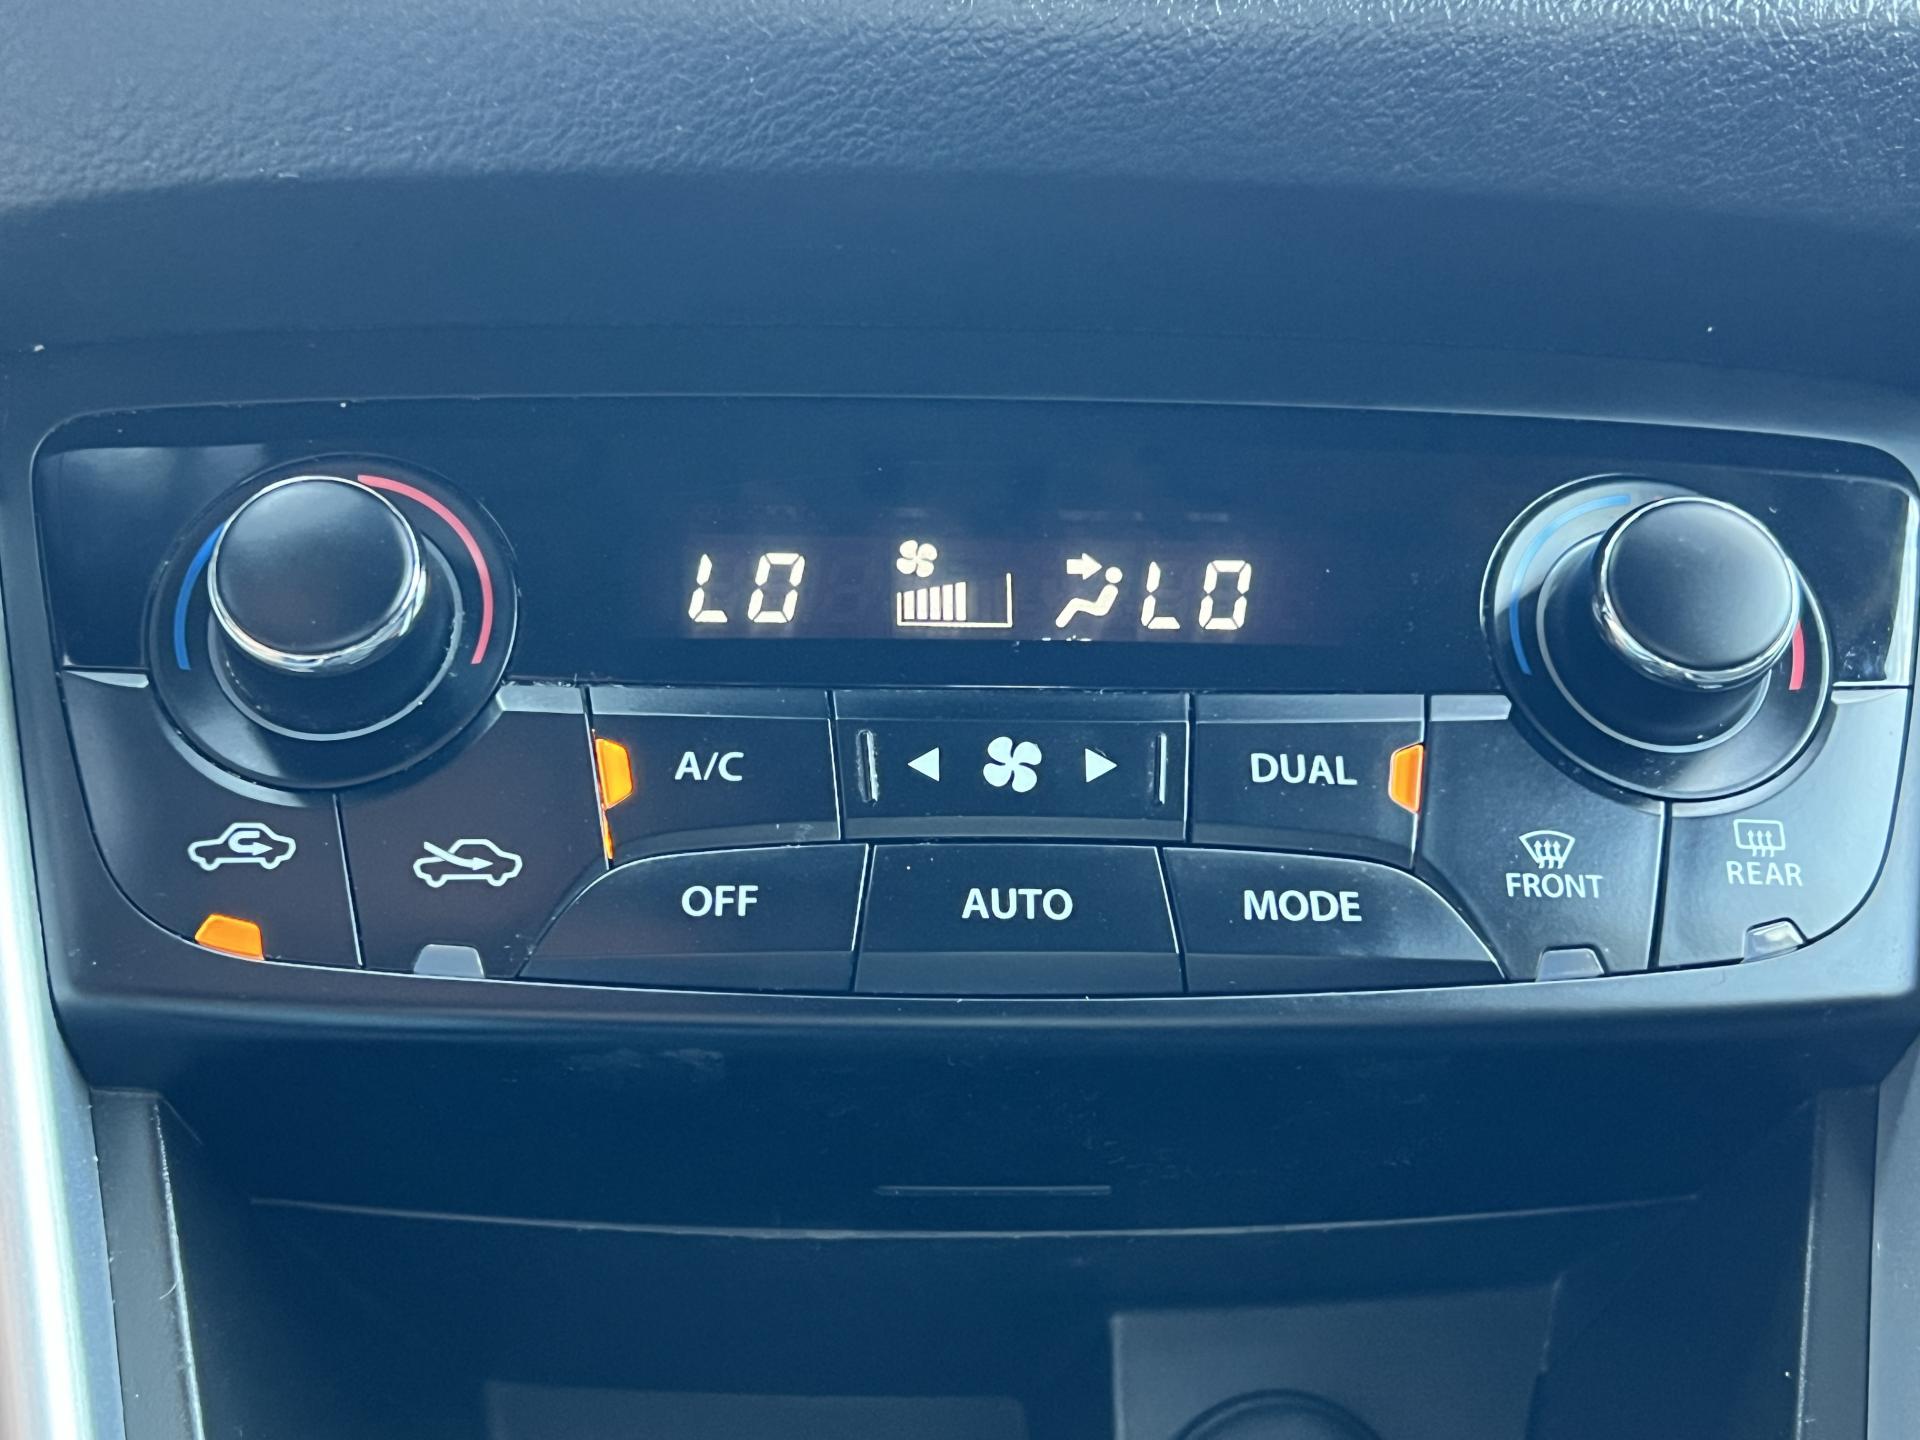 LO LO
A/C DUAL
OFF AUTO MODE FRONT REAR